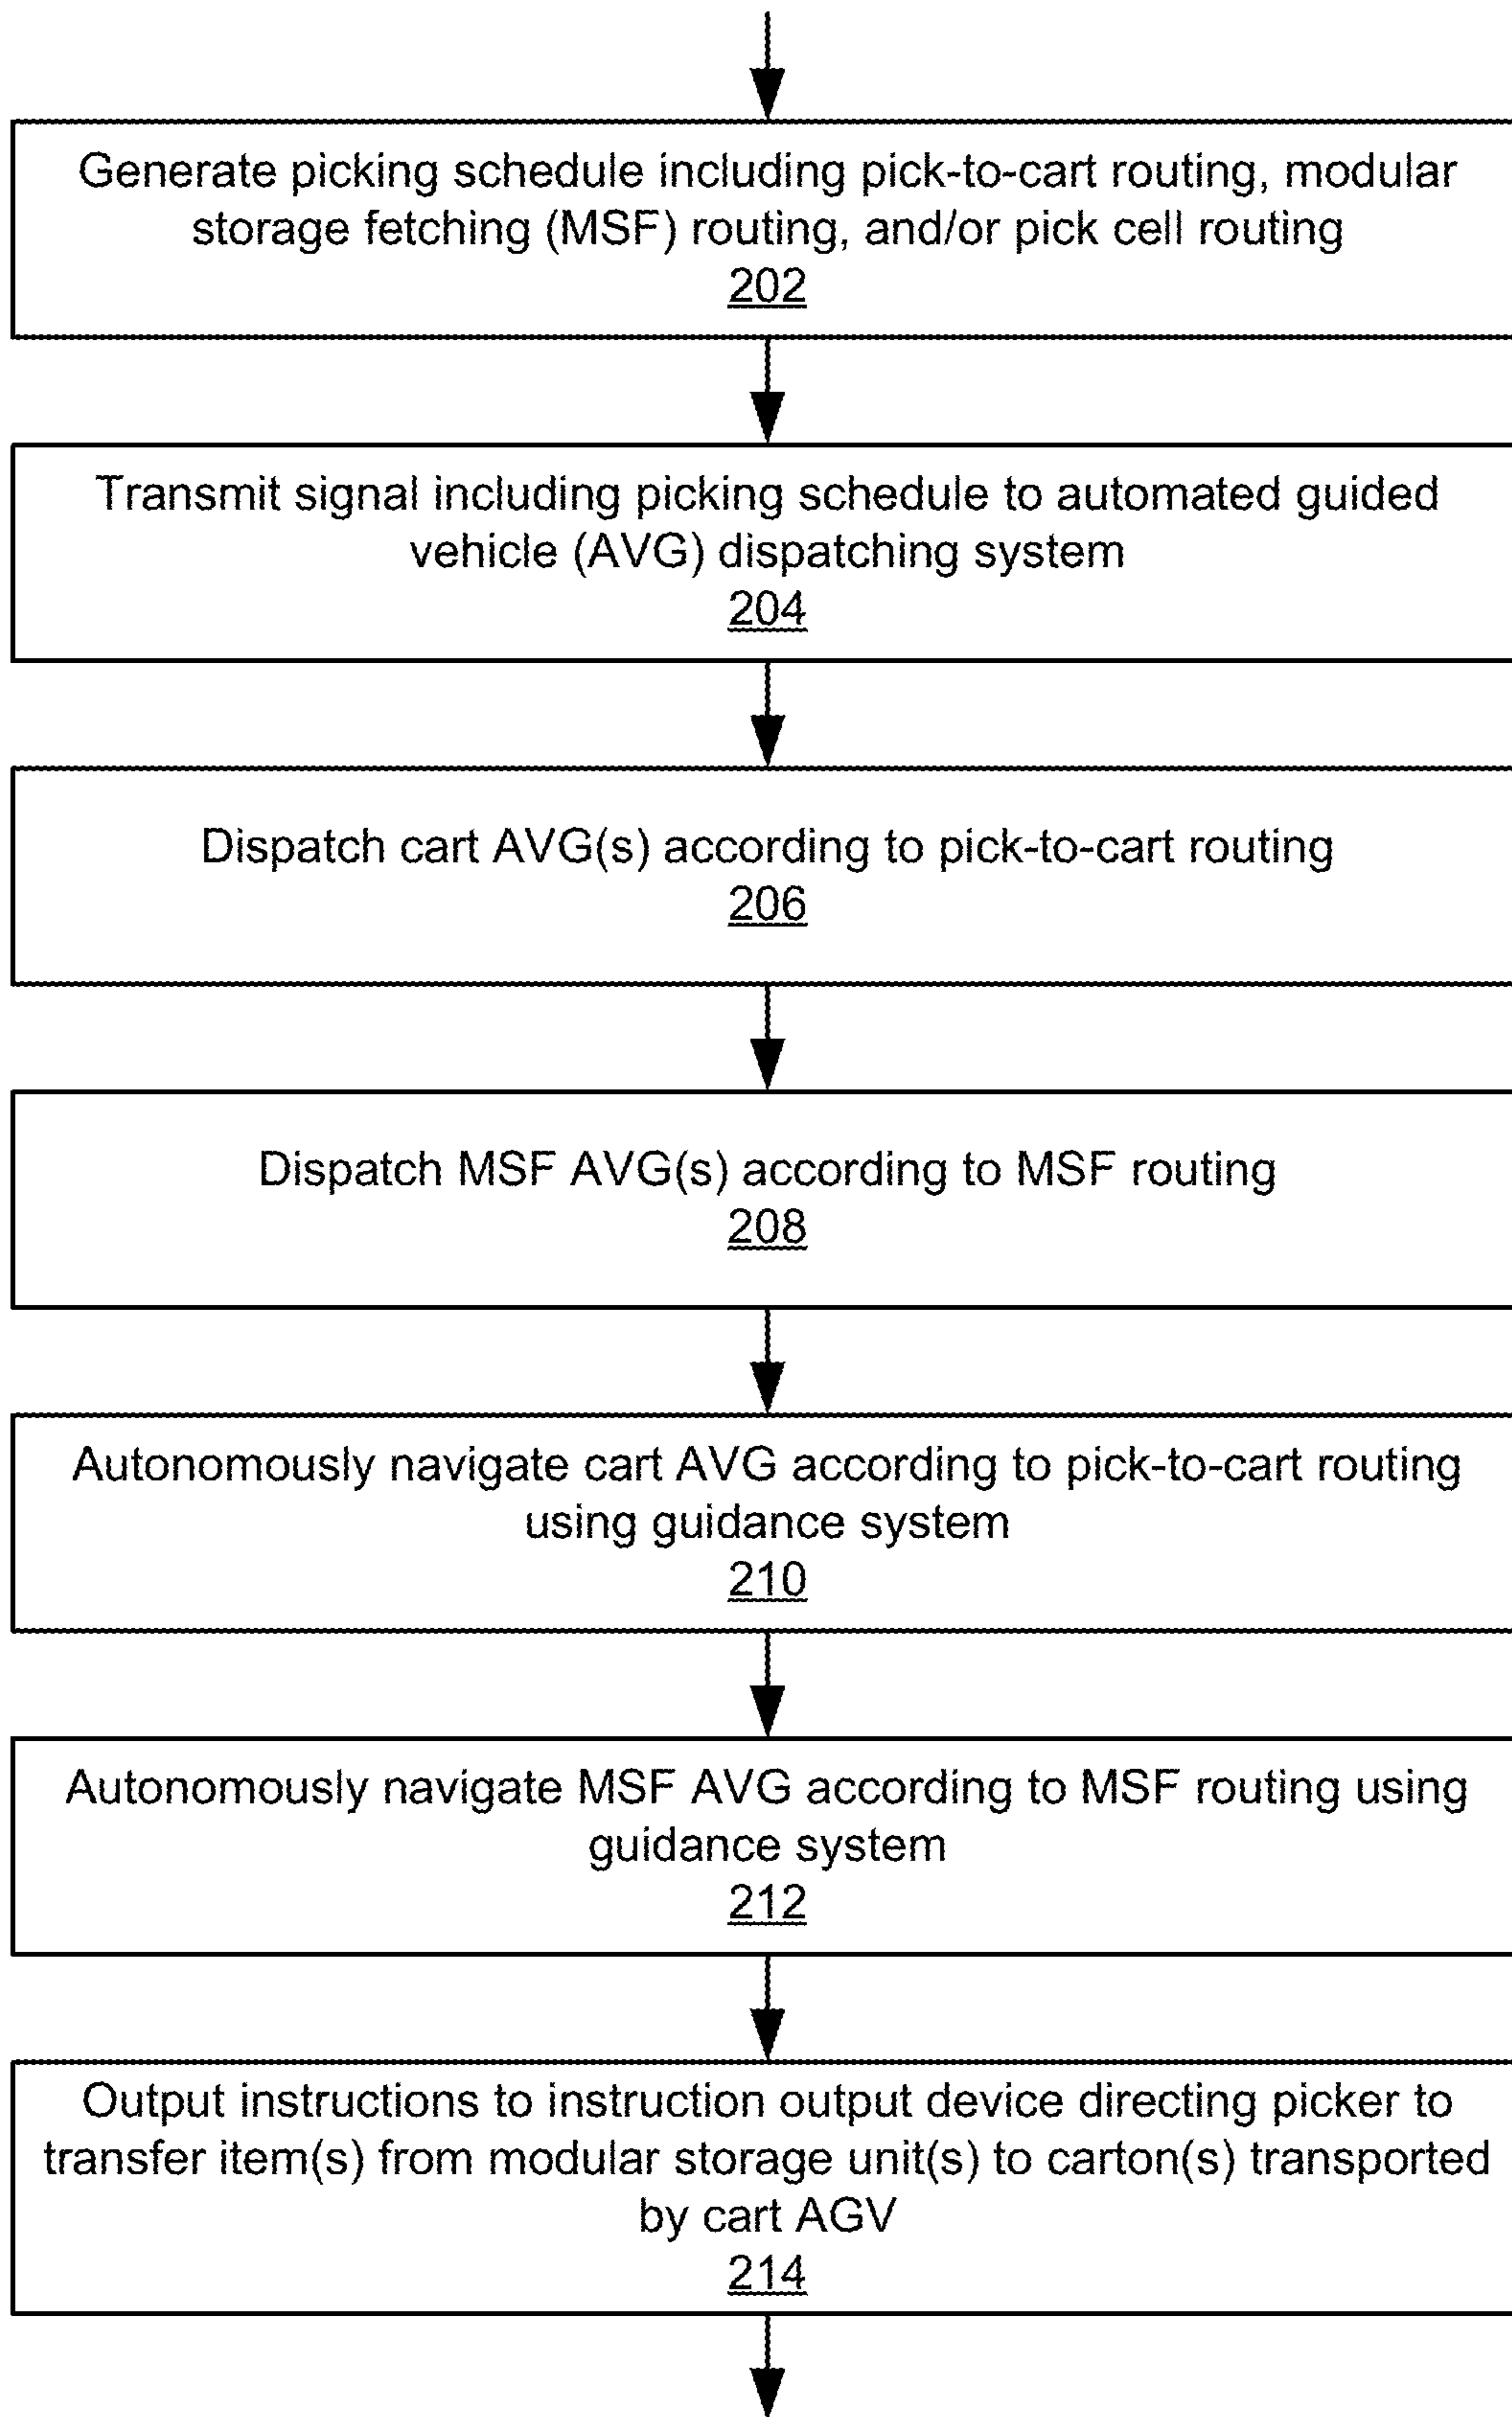 Generate picking schedule including pick-to-cart routing, modular
storage fetching (MSF) routing, and/or pick cell routing
202
Transmit signal including picking schedule to automated guided
vehicle (AVG) dispatching system
204
Dispatch cart AVG(s) according to pick-to-cart routing
206
Dispatch MSF AVG(s) according to MSF routing
208
Autonomously navigate cart AVG according to pick-to-cart routing
using guidance system
210
Autonomously navigate MSF AVG according to MSF routing using
guidance system
212
Output instructions to instruction output device directing picker to
transfer item(s) from modular storage unit(s) to carton(s) transported
by cart AGV
214